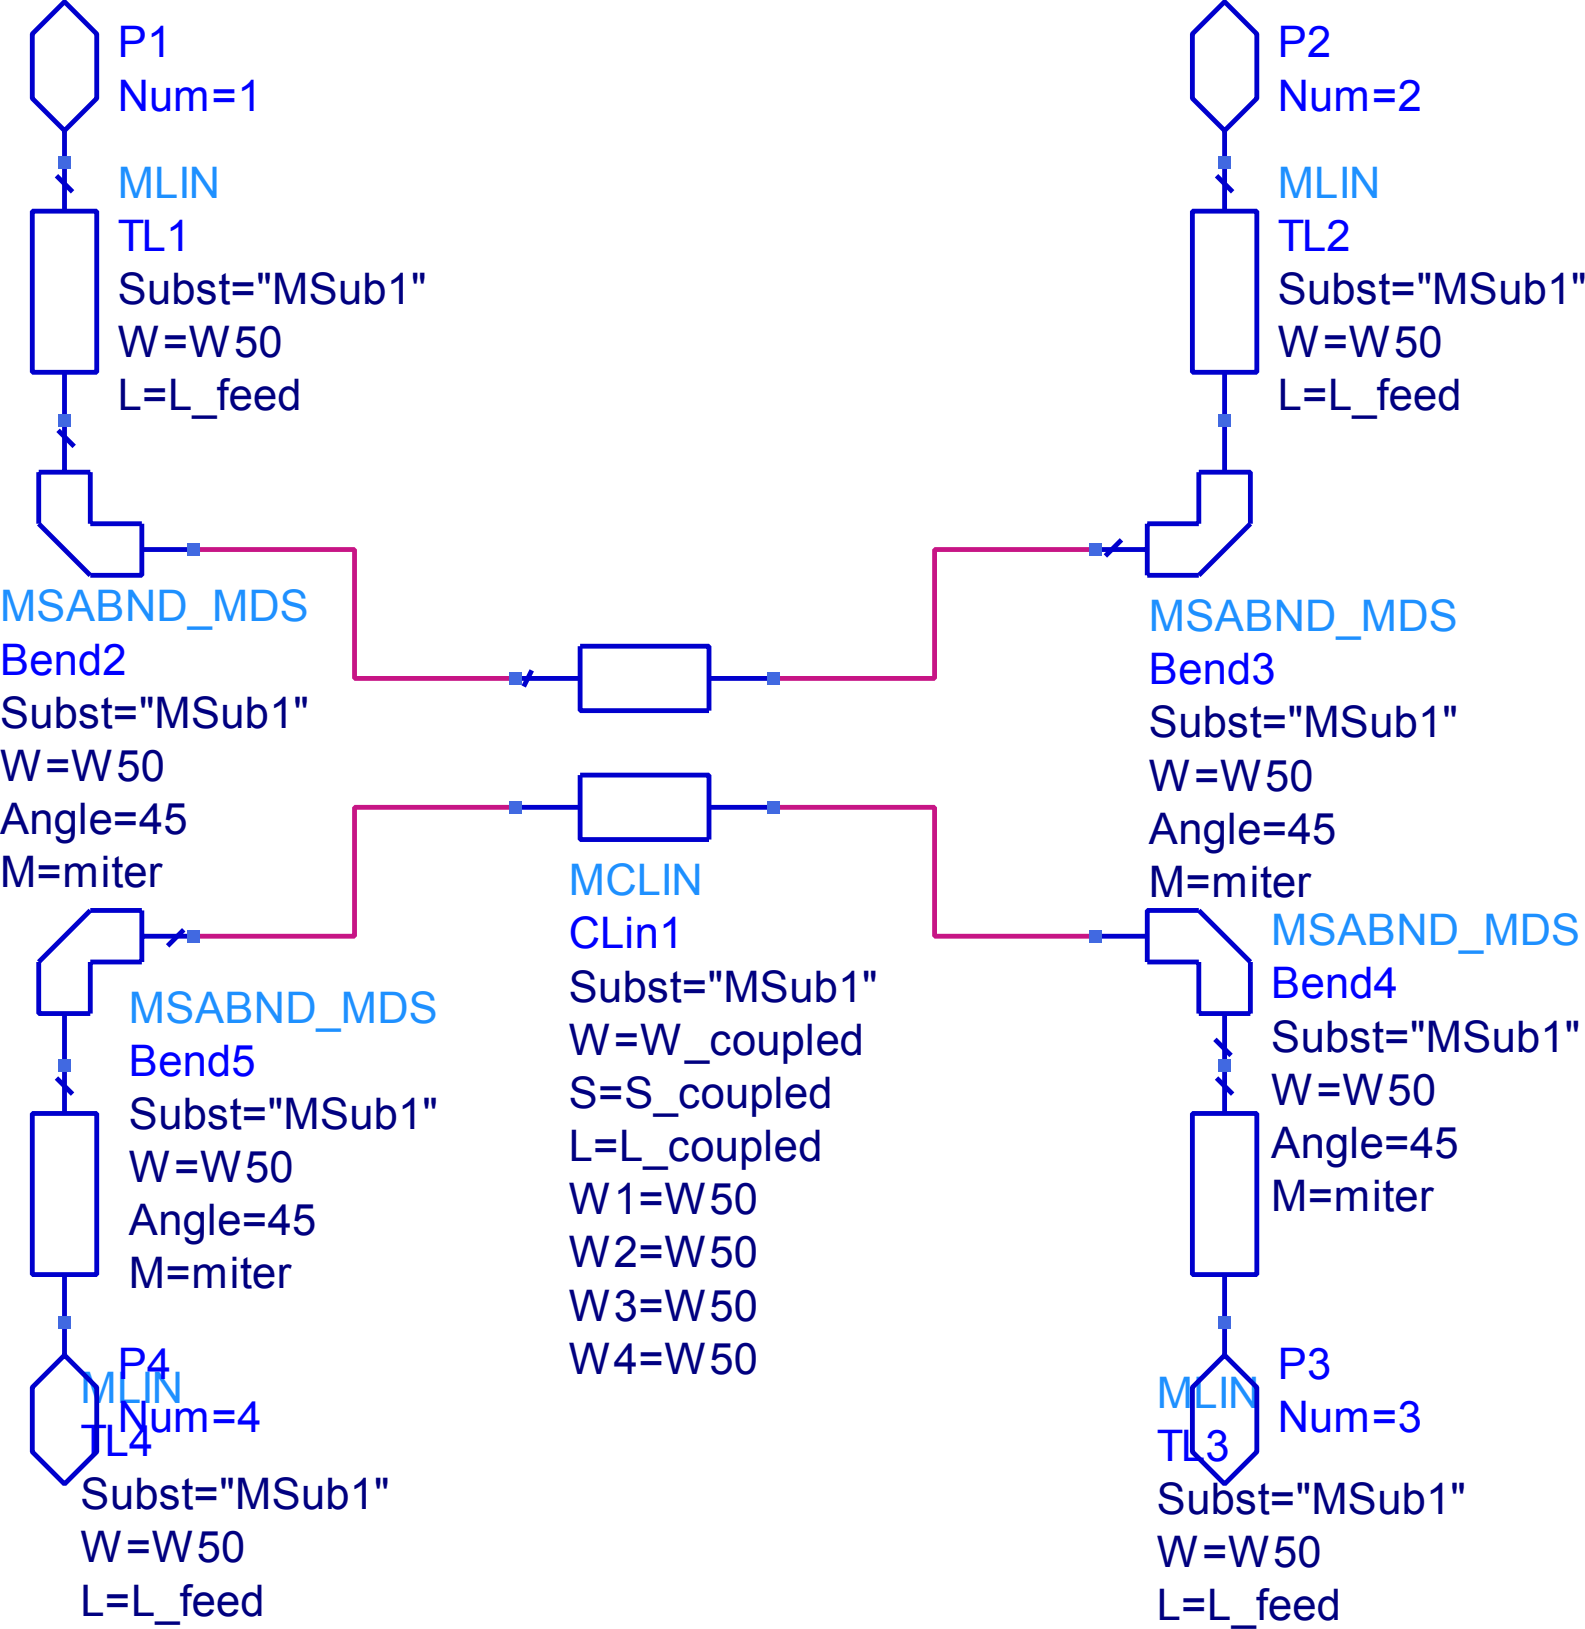 P1
Num=1
MLIN
TL1
Subst="MSub1"
W=W50
L=L_feed
P2
Num=2
MLIN
TL2
Subst="MSub1"
W=W50
L=L_feed
MSABND_MDS
Bend2
Subst="MSub1"
W=W50
Angle=45
M=miter
MSABND_MDS
Bend3
Subst="MSub1"
W=W50
Angle=45
M=miter
MCLIN
CLin1
Subst="MSub1"
W=W_coupled
S=S_coupled
L=L_coupled
W1=W50
W2=W50
W3=W50
W4=W50
MSABND_MDS
Bend5
Subst="MSub1"
W=W50
Angle=45
M=miter
MSABND_MDS
Bend4
Subst="MSub1"
W=W50
Angle=45
M=miter
P4
Num=4
MLIN
TL4
Subst="MSub1"
W=W50
L=L_feed
P3
Num=3
MLIN
TL3
Subst="MSub1"
W=W50
L=L_feed